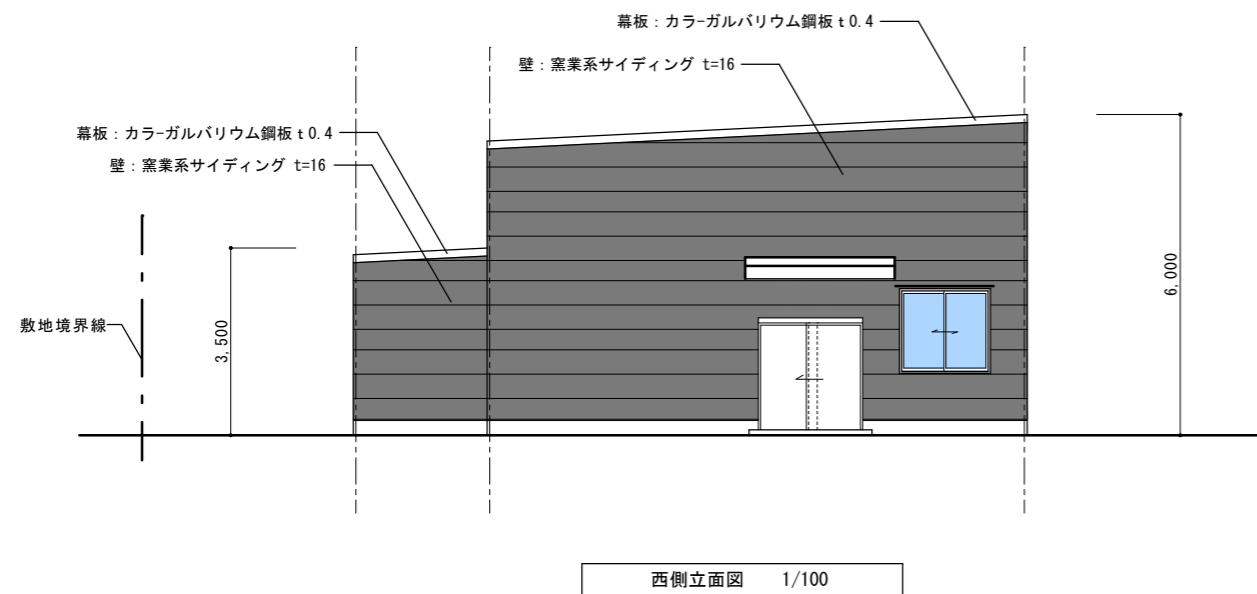 幕板：カラ-ガルバリウム鋼板 t 0.4
壁：窯業系サイディング t=16
幕板：カラ-ガルバリウム鋼板 t 0.4
壁：窯業系サイディング t=16
敷地境界線
3,500
6,000
西側立面図 1/100